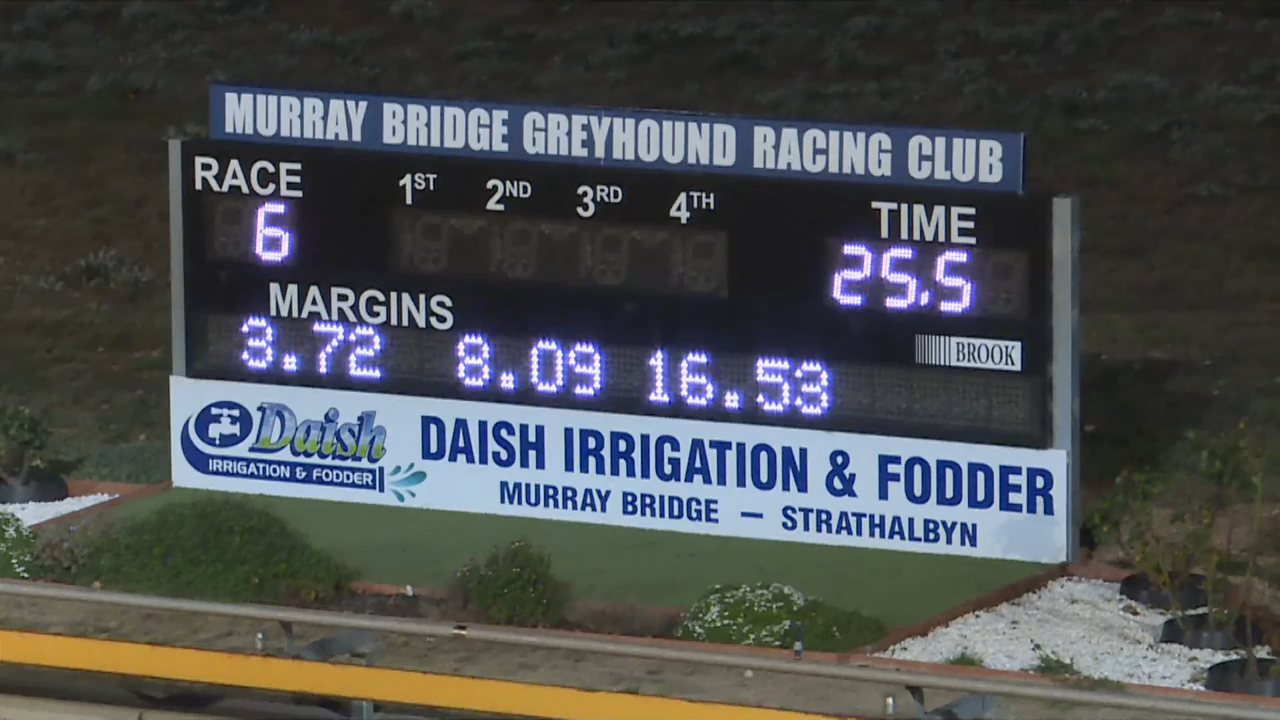 MURRAY BRIDGE GREYHOUND RACING CLUB
RACE 1ST 2ND 3RD 4TH TIME
6 25.5
MARGINS
3.72 8.09 16.53
BROOK
Daish
IRRIGATION & FODDER
DAISH IRRIGATION & FODDER
MURRAY BRIDGE — STRATHALBYN